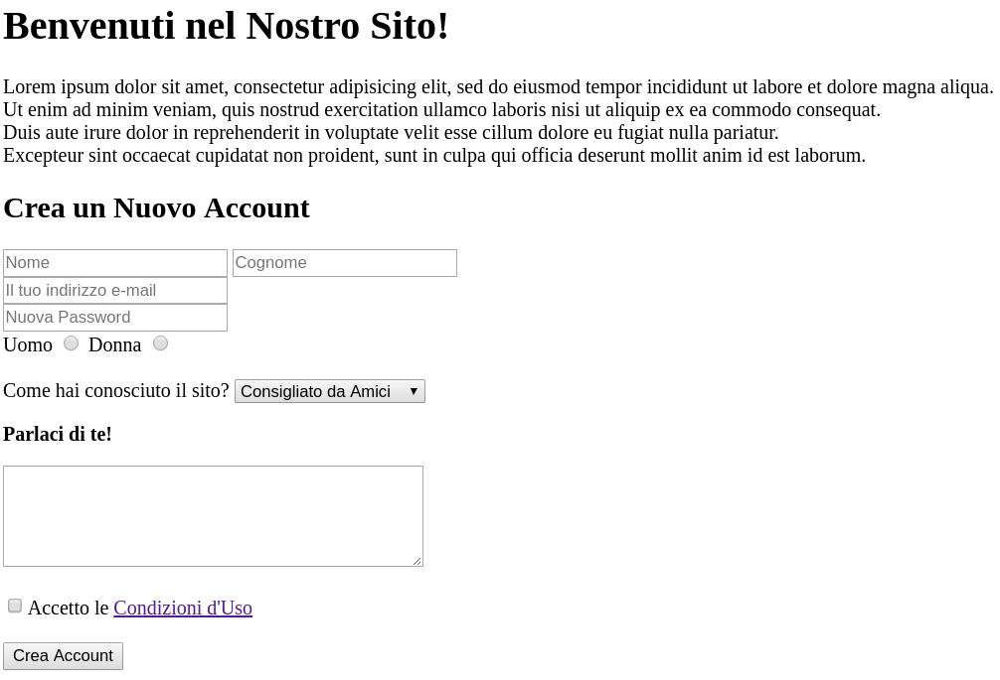 Benvenuti nel Nostro Sito!
Lorem ipsum dolor sit amet, consectetur adipisicing elit, sed do eiusmod tempor incididunt ut labore et dolore magna aliqua.
Ut enim ad minim veniam, quis nostrud exercitation ullamco laboris nisi ut aliquip ex ea commodo consequat.
Duis aute irure dolor in reprehenderit in voluptate velit esse cillum dolore eu fugiat nulla pariatur.
Excepteur sint occaecat cupidatat non proident, sunt in culpa qui officia deserunt mollit anim id est laborum.
Crea un Nuovo Account
Nome Cognome
Il tuo indirizzo e-mail
Nuova Password
Uomo Donna
Come hai conosciuto il sito? Consigliato da Amici
Parlaci di te!
Accetto le Condizioni d'Uso
Crea Account